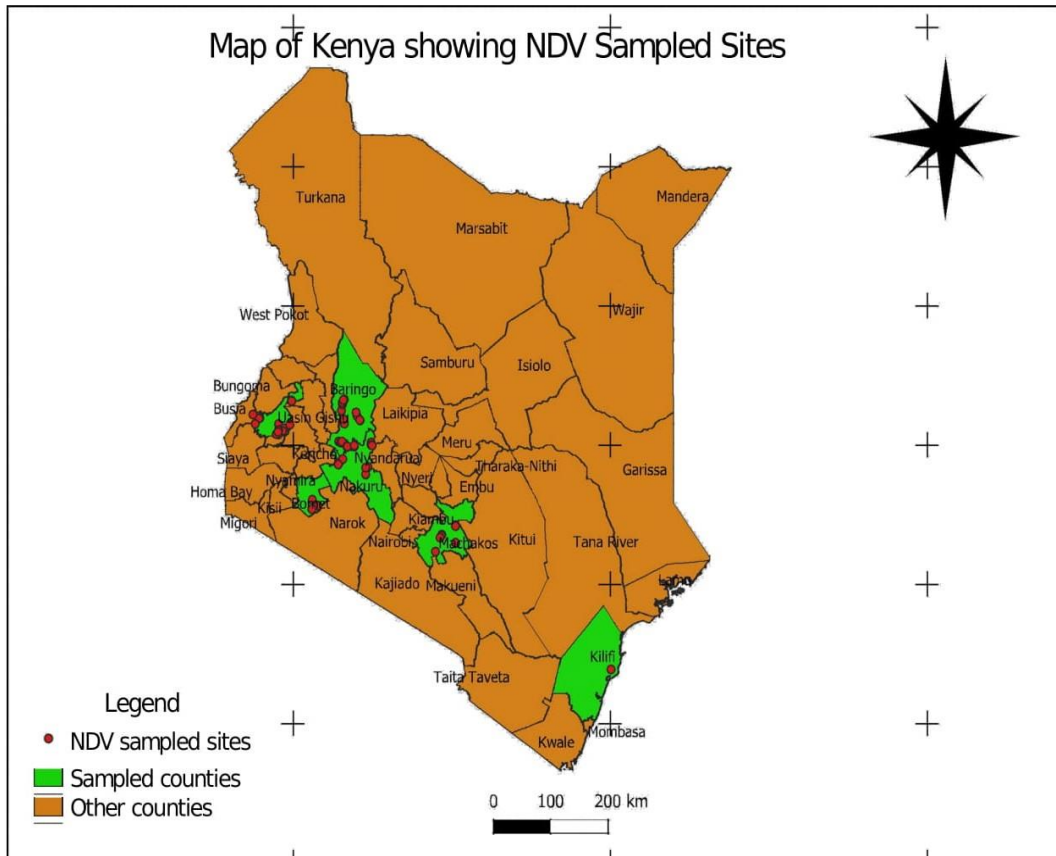 Map of Kenya showing NDV Sampled Sites
Turkana
Mandera
Marsabit
Wajir
West Pokot
Samburu
Isiolo
Bungoma
Baringo
Busia
Uasin Gishu
Laikipia
Meru
Siaya
Kericho
Nyandarua
Tharaka-Nithi
Garissa
Nyamira
Nakuru
Nyeri
Embu
Homa Bay
Kisii
Bomet
Migori
Narok
Kiambu
Nairobi
Machakos
Kitui
Tana River
Kajiado
Makueni
Lamu
Kilifi
Taita Taveta
Kwale
Mombasa
Legend
NDV sampled sites
Sampled counties
Other counties
0 100 200 km